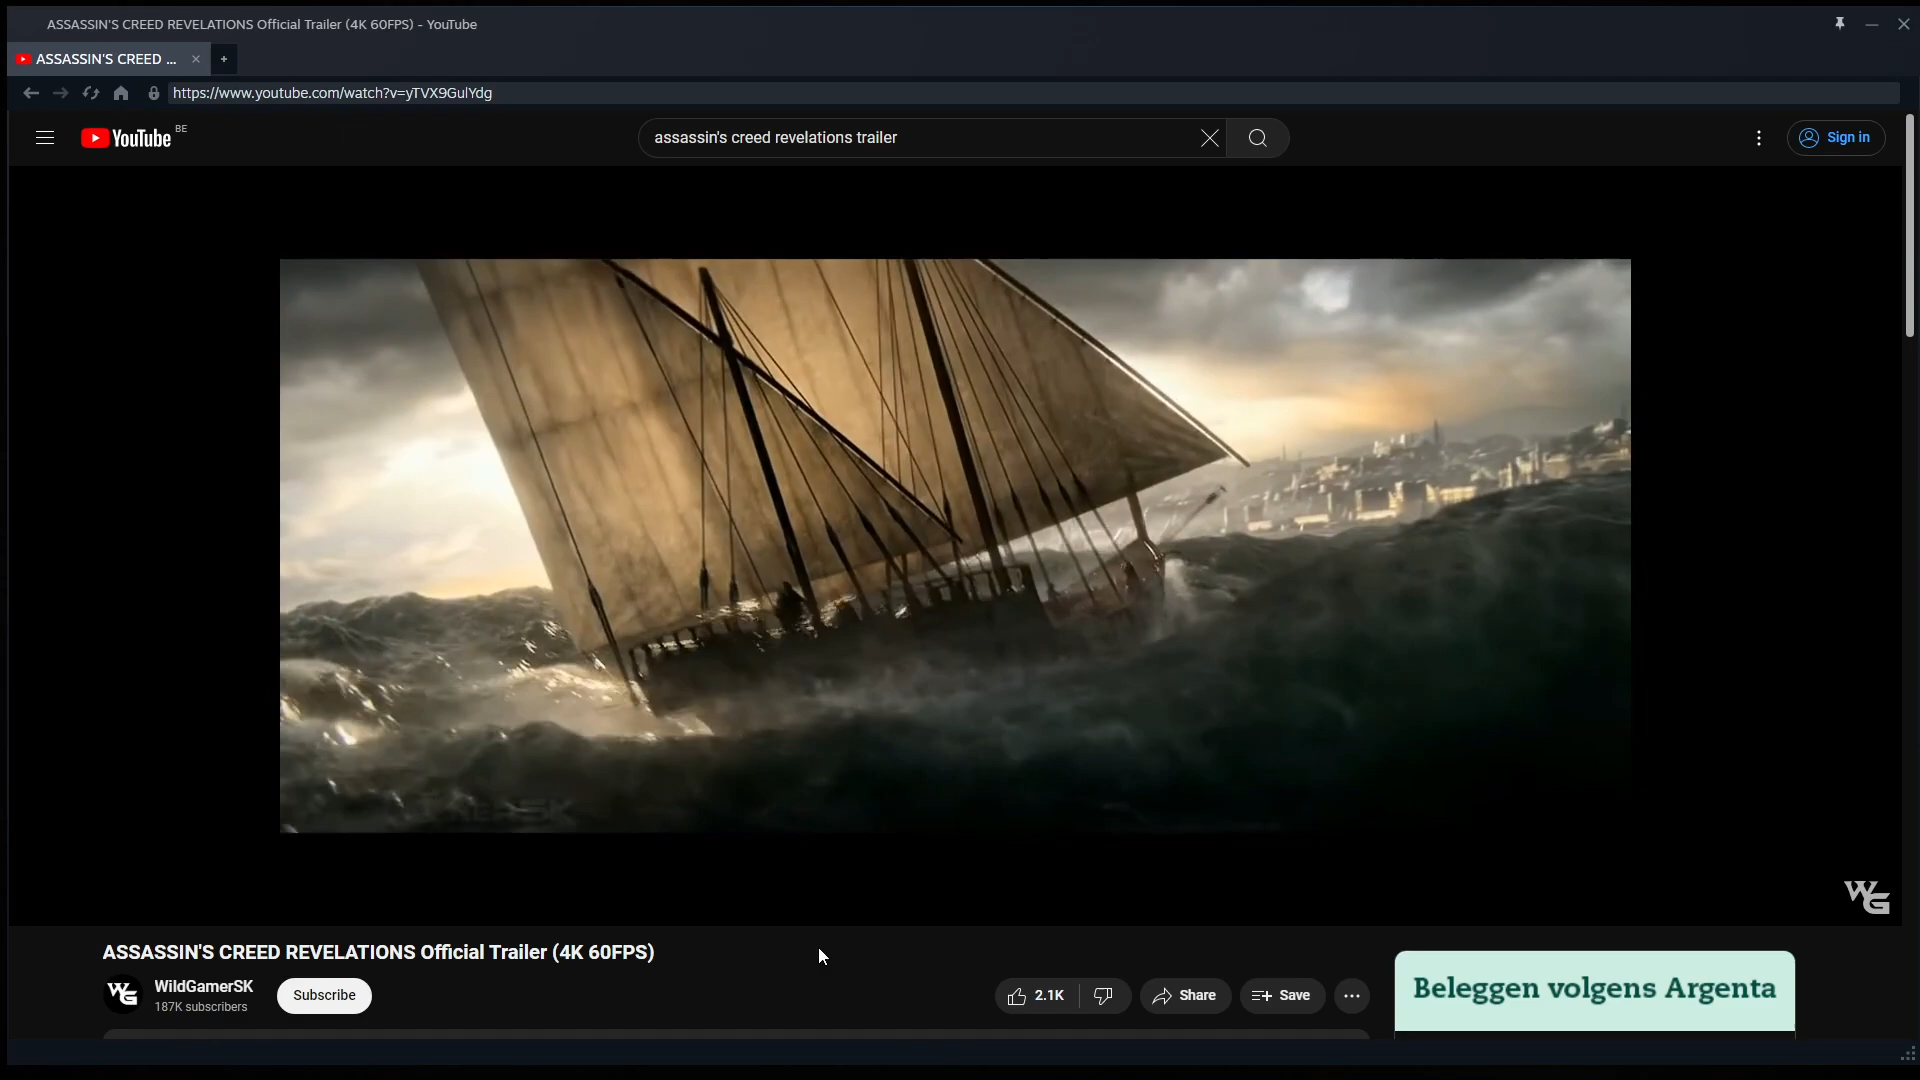 ASSASSIN'S CREED REVELATIONS Official Trailer (4K 60FPS) - YouTube
ASSASSIN'S CREED ...
https://www.youtube.com/watch?v=yTVX9GulYdg
YouTube BE
assassin's creed revelations trailer
Sign in
WG
ASSASSIN'S CREED REVELATIONS Official Trailer (4K 60FPS)
WG
WildGamerSK
187K subscribers
Subscribe
2.1K
Share
Save
Beleggen volgens Argenta